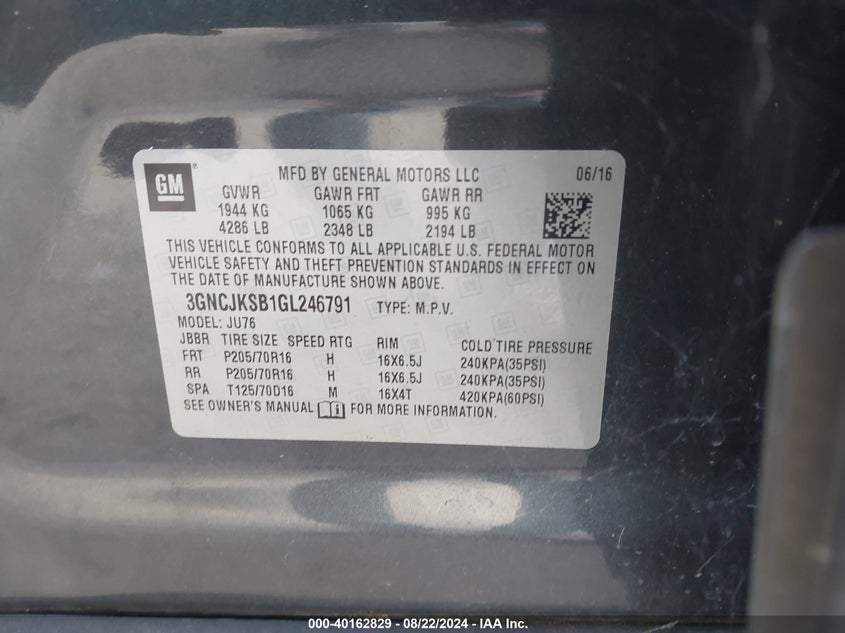 GM
MFD BY GENERAL MOTORS LLC 06/16
GVWR GAWR FRT GAWR RR
1944 KG 1065 KG 995 KG
4286 LB 2348 LB 2194 LB
THIS VEHICLE CONFORMS TO ALL APPLICABLE U.S. FEDERAL MOTOR
VEHICLE SAFETY AND THEFT PREVENTION STANDARDS IN EFFECT ON
THE DATE OF MANUFACTURE SHOWN ABOVE.
3GNCJKSB1GL246791 TYPE: M.P.V.
MODEL: JU76
JBBR TIRE SIZE SPEED RTG RIM COLD TIRE PRESSURE
FRT P205/70R16 H 16X6.5J 240KPA(35PSI)
RR P205/70R16 H 16X6.5J 240KPA(35PSI)
SPA T125/70D16 M 16X4T 420KPA(60PSI)
SEE OWNER'S MANUAL FOR MORE INFORMATION.
000-40162829 - 08/22/2024 - IAA Inc.